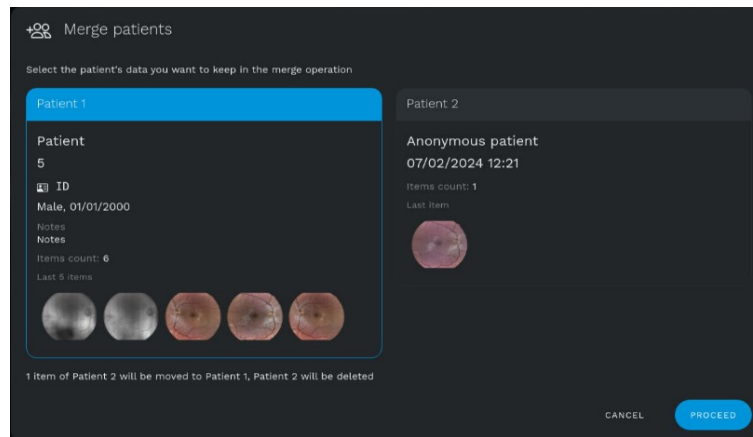 Merge patients
Select the patient's data you want to keep in the merge operation
Patient 1
Patient
5
ID
Male, 01/01/2000
Notes
Notes
Items count: 6
Last 5 items
Patient 2
Anonymous patient
07/02/2024 12:21
Items count: 1
Last item
1 item of Patient 2 will be moved to Patient 1, Patient 2 will be deleted
CANCEL
PROCEED